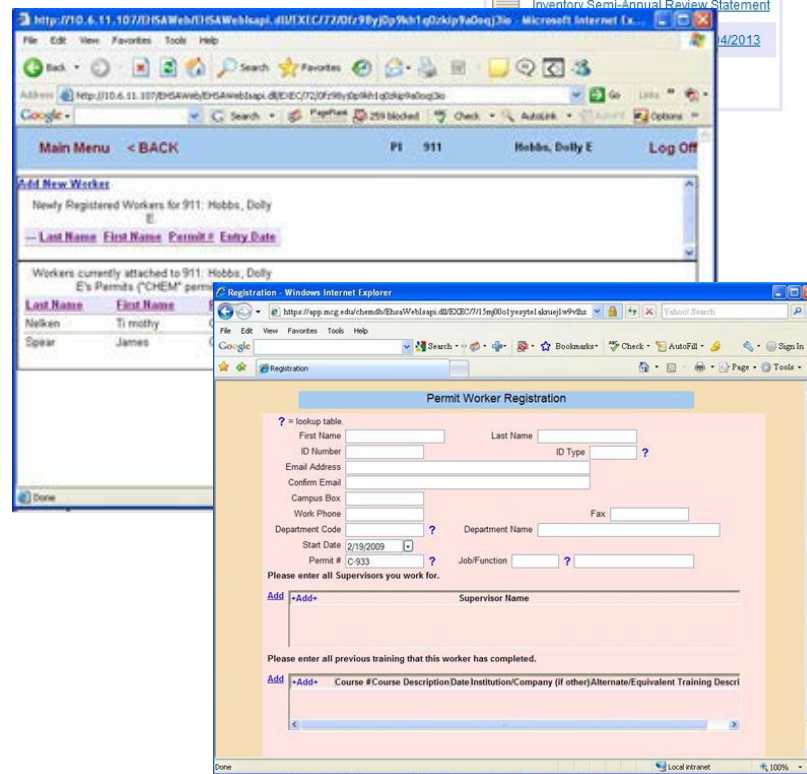 Inventory Semi-Annual Review Statement
04/2013
Microsoft Internet Ex...
File Edit View Favorites Tools Help
Back Search Favorites
Address Go Links
Google Search PageRank 259 blocked Check AutoLink Options
Main Menu < BACK PI 911 Hobbs, Dolly E Log Off
Add New Worker
Newly Registered Workers for 911: Hobbs, Dolly
E
Last Name First Name Permit # Entry Date
Workers currently attached to 911: Hobbs, Dolly
E's Permits ("CHEM" permi
Last Name First Name
Nelken Timothy
Spear James
Done
Registration - Windows Internet Explorer
Yahoo! Search
File Edit View Favorites Tools Help
Google Search Bookmarks Check AutoFill Sign In
Registration Page Tools
Permit Worker Registration
? = lookup table.
First Name Last Name
ID Number ID Type ?
Email Address
Confirm Email
Campus Box
Work Phone Fax
Department Code ? Department Name
Start Date 2/19/2009
Permit # C-933 ? Job/Function ?
Please enter all Supervisors you work for.
Add +Add+ Supervisor Name
Please enter all previous training that this worker has completed.
Add +Add+ Course # Course Description Date Institution/Company (if other) Alternate/Equivalent Training Descri
Done Local intranet 100%